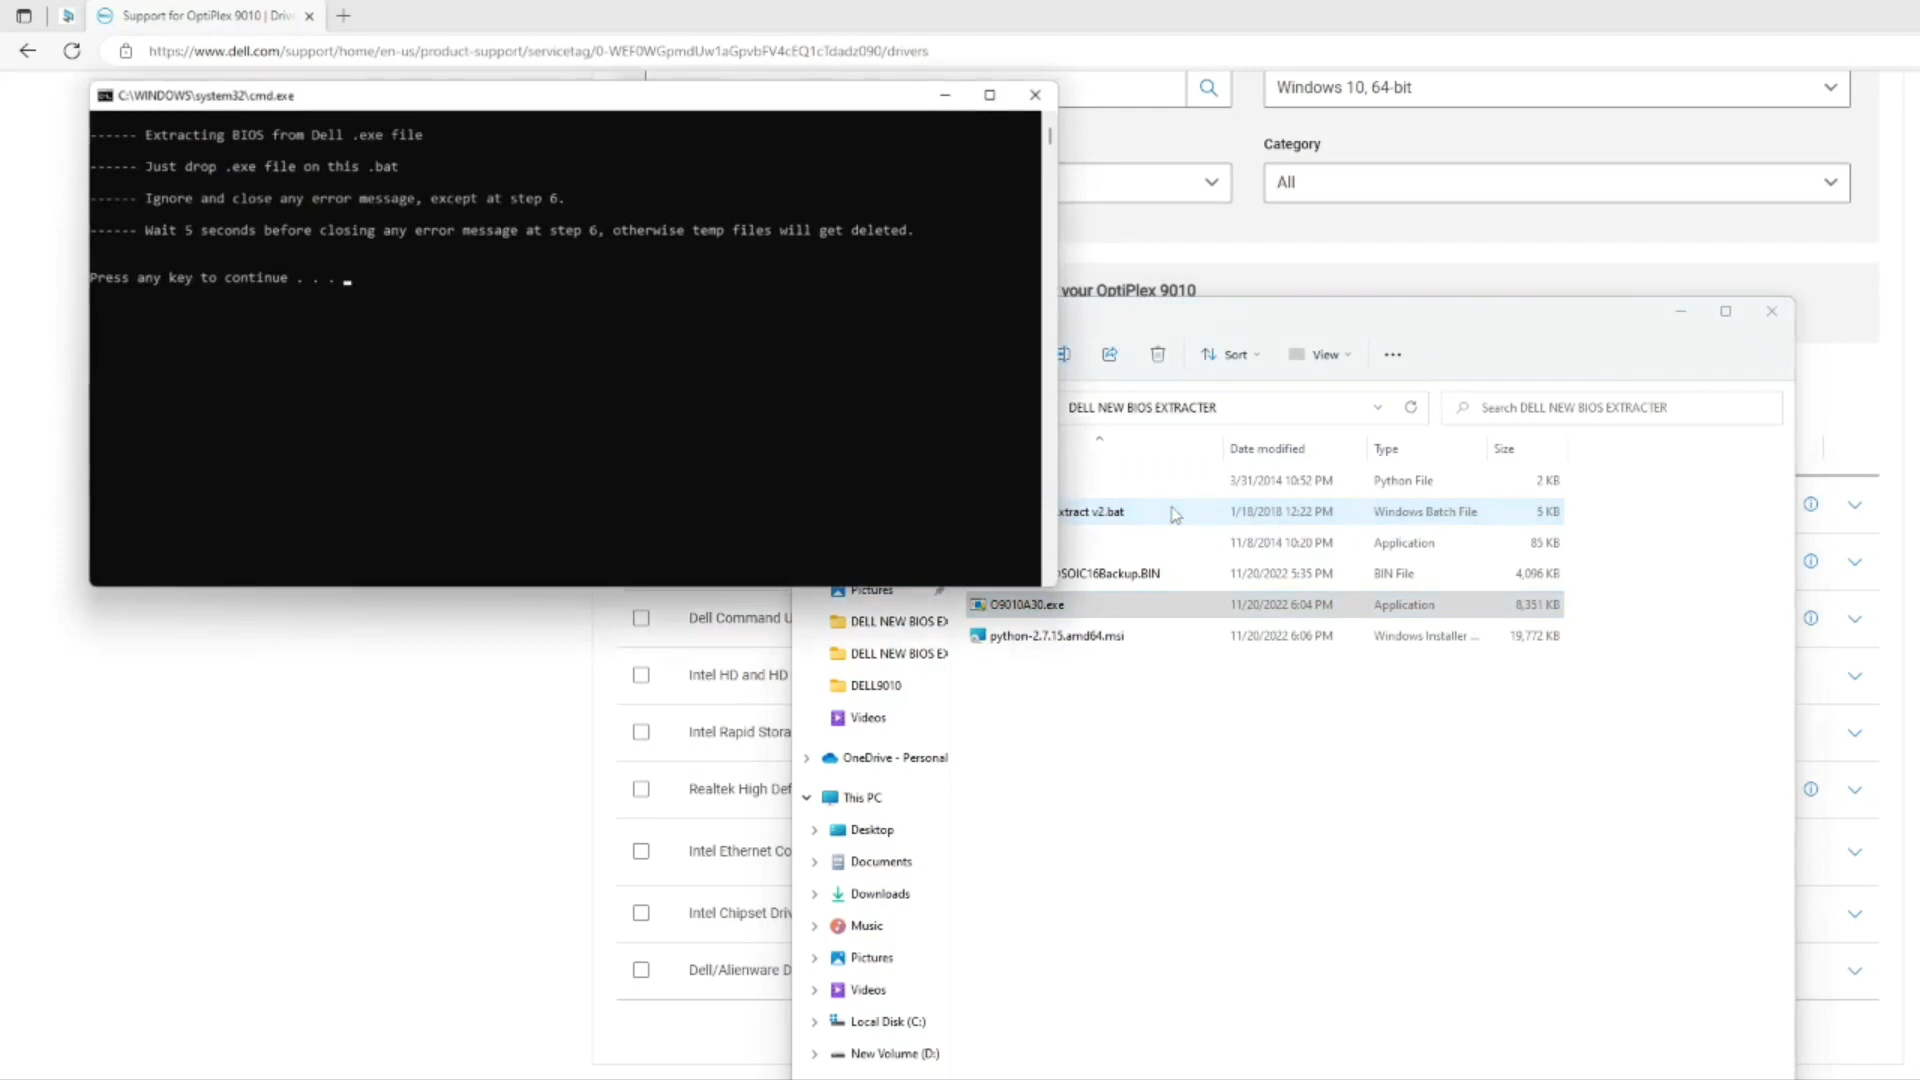 Support for OptiPlex 9010 | Driv
https://www.dell.com/support/home/en-us/product-support/servicetag/0-WEF0WGpmdUw1aGpvbFV4cEQ1cTdadz090/drivers
Windows 10, 64-bit
C:\WINDOWS\system32\cmd.exe
------ Extracting BIOS from Dell .exe file
------ Just drop .exe file on this .bat
------ Ignore and close any error message, except at step 6.
------ Wait 5 seconds before closing any error message at step 6, otherwise temp files will get deleted.
Press any key to continue . . .
Category
All
your OptiPlex 9010
Sort
View
DELL NEW BIOS EXTRACTER
Search DELL NEW BIOS EXTRACTER
Date modified Type Size
3/31/2014 10:52 PM Python File 2 KB
xtract v2.bat 1/18/2018 12:22 PM Windows Batch File 5 KB
11/8/2014 10:20 PM Application 85 KB
SOIC16Backup.BIN 11/20/2022 5:35 PM BIN File 4,096 KB
O9010A30.exe 11/20/2022 6:04 PM Application 8,351 KB
python-2.7.15.amd64.msi 11/20/2022 6:06 PM Windows Installer ... 19,772 KB
Pictures
DELL NEW BIOS EX
DELL NEW BIOS EX
DELL9010
Videos
OneDrive - Personal
This PC
Desktop
Documents
Downloads
Music
Pictures
Videos
Local Disk (C:)
New Volume (D:)
Dell Command U
Intel HD and HD
Intel Rapid Stora
Realtek High Def
Intel Ethernet Co
Intel Chipset Driv
Dell/Alienware D